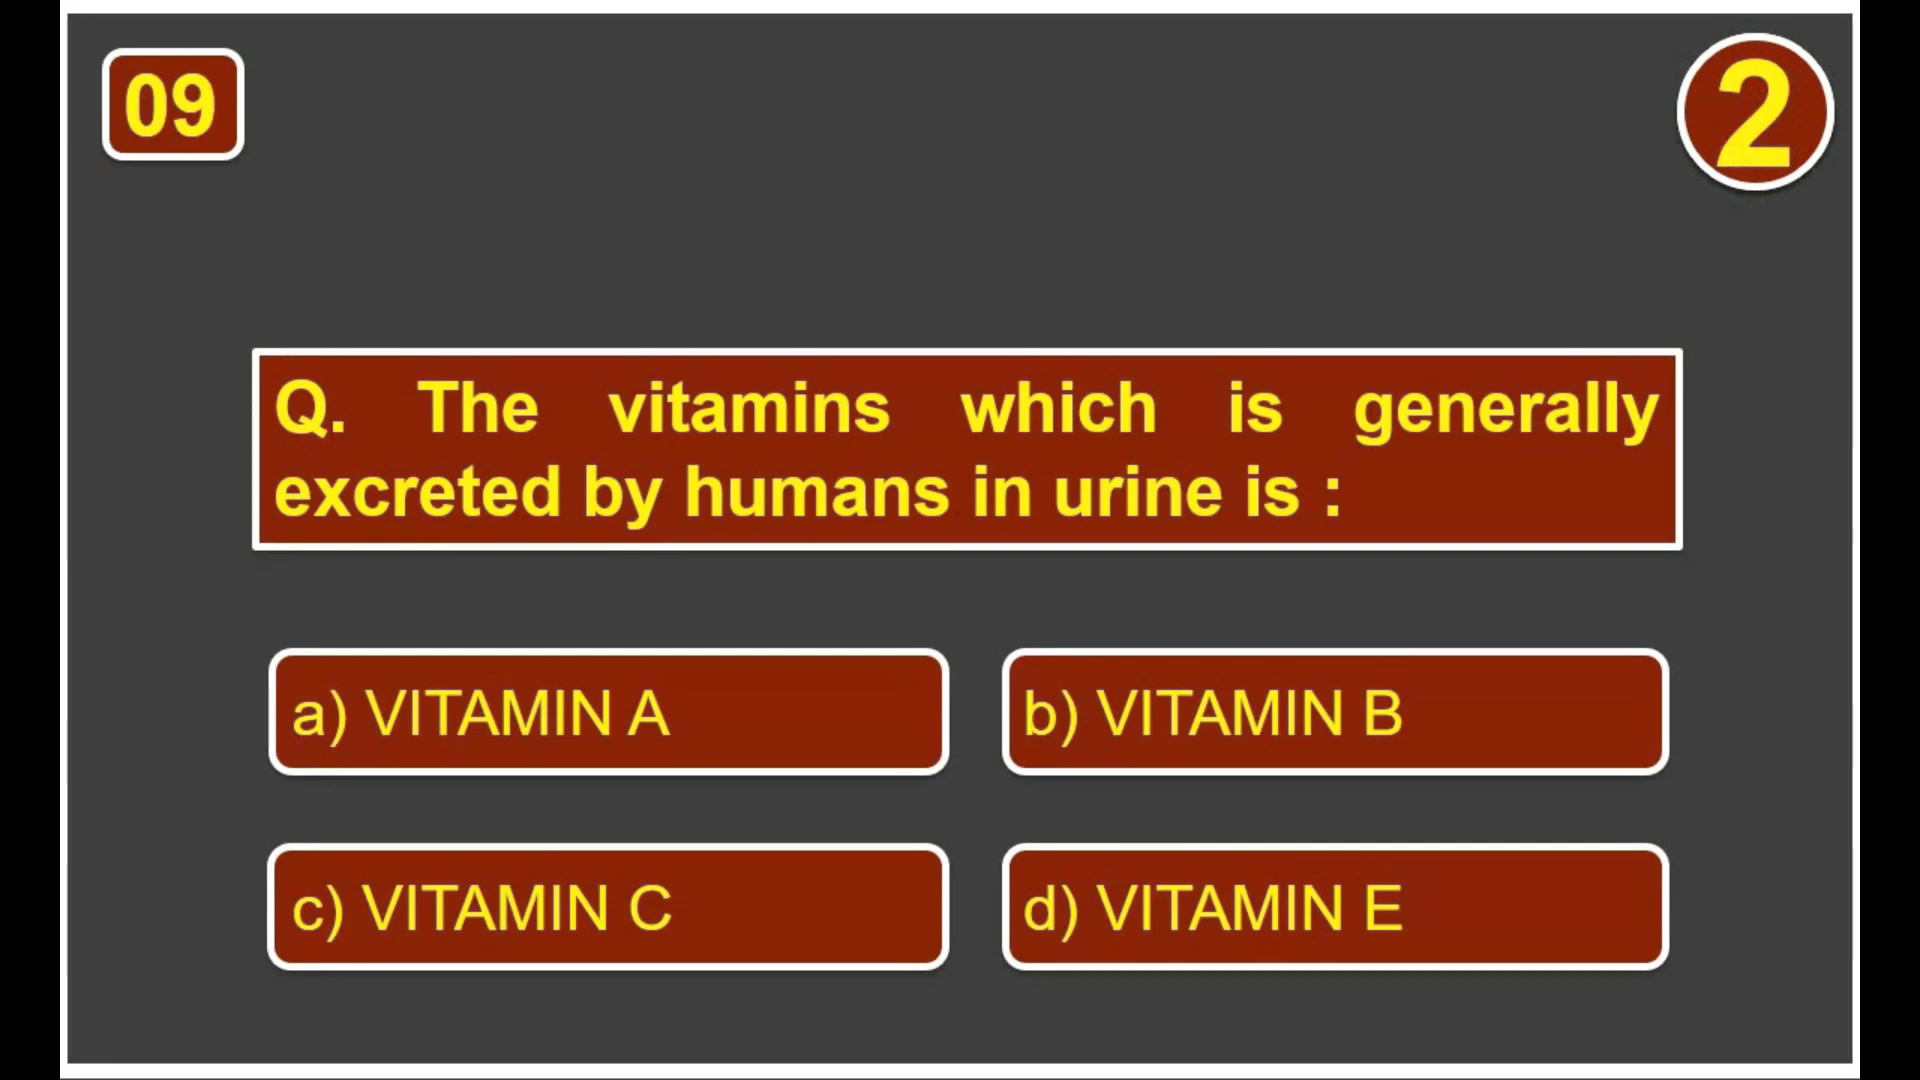 09
2
Q. The vitamins which is generally
excreted by humans in urine is :
a) VITAMIN A
b) VITAMIN B
c) VITAMIN C
d) VITAMIN E